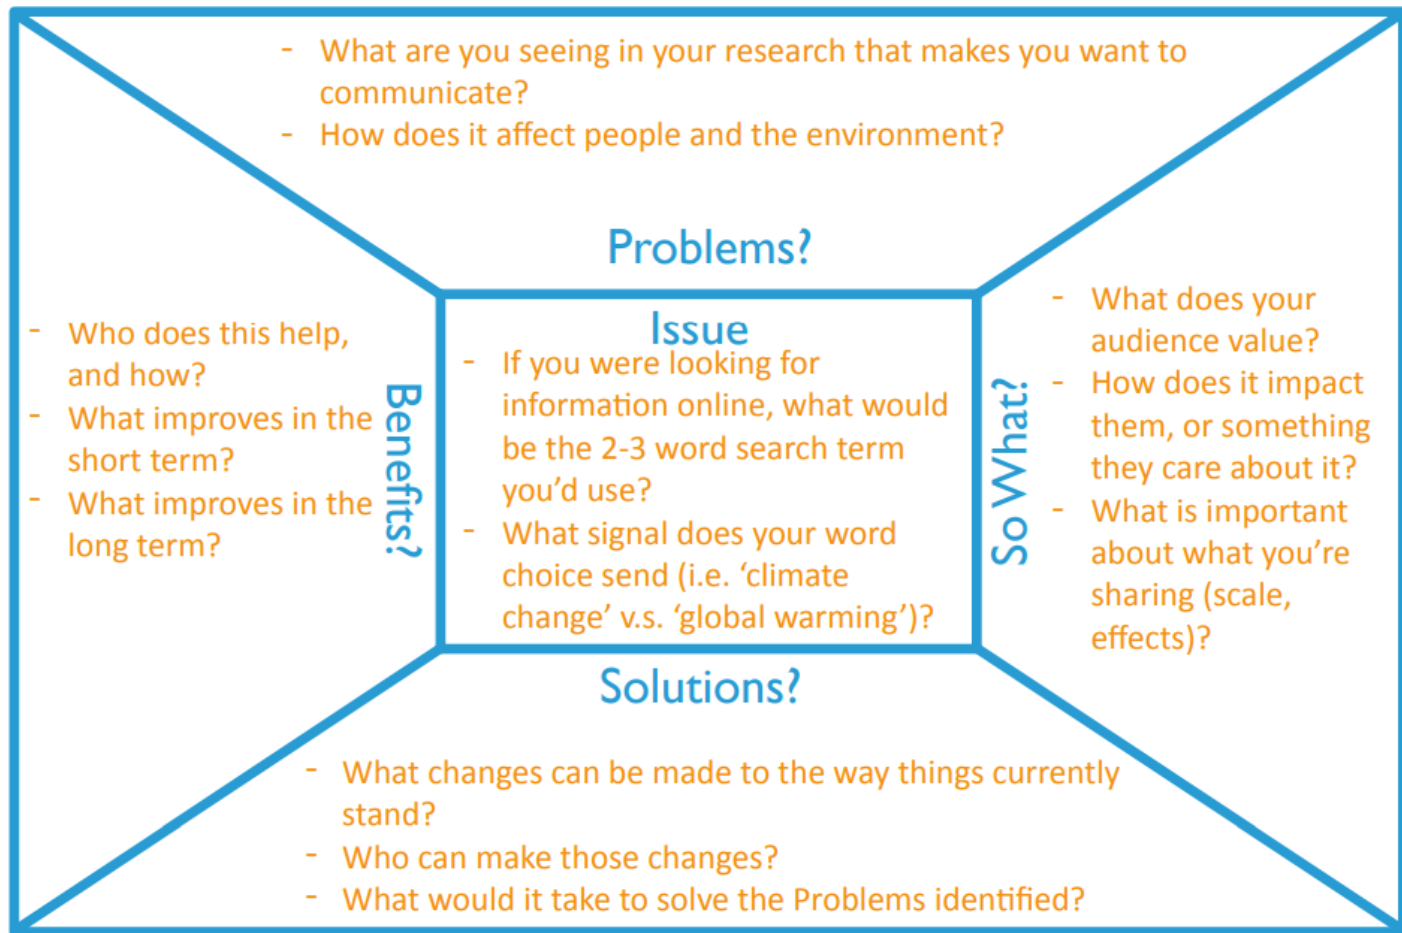 - What are you seeing in your research that makes you want to
communicate?
- How does it affect people and the environment?
Problems?
- Who does this help,
and how?
- What improves in the
short term?
- What improves in the
long term?
Benefits?
Issue
- If you were looking for
information online, what would
be the 2-3 word search term
you’d use?
- What signal does your word
choice send (i.e. ‘climate
change’ v.s. ‘global warming’)?
So What?
- What does your
audience value?
- How does it impact
them, or something
they care about it?
- What is important
about what you’re
sharing (scale,
effects)?
Solutions?
- What changes can be made to the way things currently
stand?
- Who can make those changes?
- What would it take to solve the Problems identified?